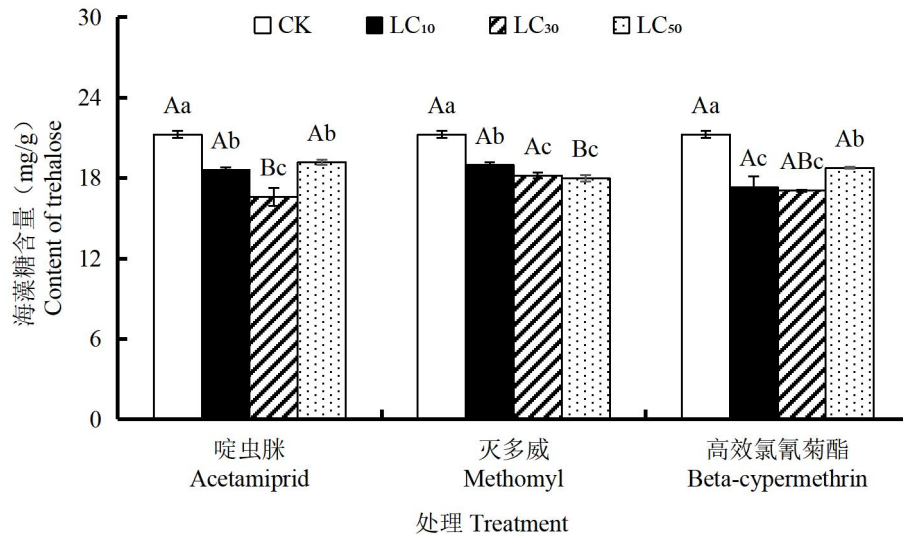 30
24
18
12
6
0
海藻糖含量（mg/g）
Content of trehalose
CK LC₁₀ LC₃₀ LC₅₀
Aa Ab Bc Ab
Aa Ab Ac Bc
Aa Ac ABc Ab
啶虫脒
Acetamiprid
灭多威
Methomyl
高效氯氰菊酯
Beta-cypermethrin
处理 Treatment